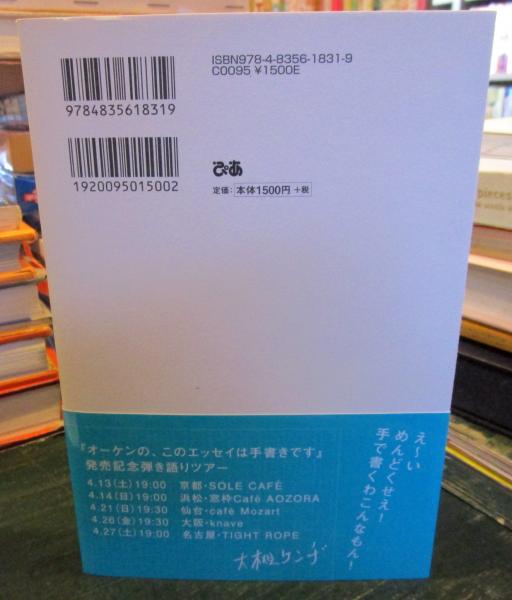 ISBN978-4-8356-1831-9
C0095 ¥1500E
9784835618319
1920095015002
ぴあ
定価:本体1500円+税
え〜い
めんどくせえ!
手で書くわこんなもん!
『オーケンの、このエッセイは手書きです』
発売記念弾き語りツアー
4.13(土)19:00 京都・SOLE CAFÉ
4.14(日)19:00 浜松・窓枠Café AOZORA
4.21(日)19:30 仙台・café Mozart
4.26(金)19:30 大阪・knave
4.27(土)19:00 名古屋・TIGHT ROPE
大槻ケンヂ
pieces